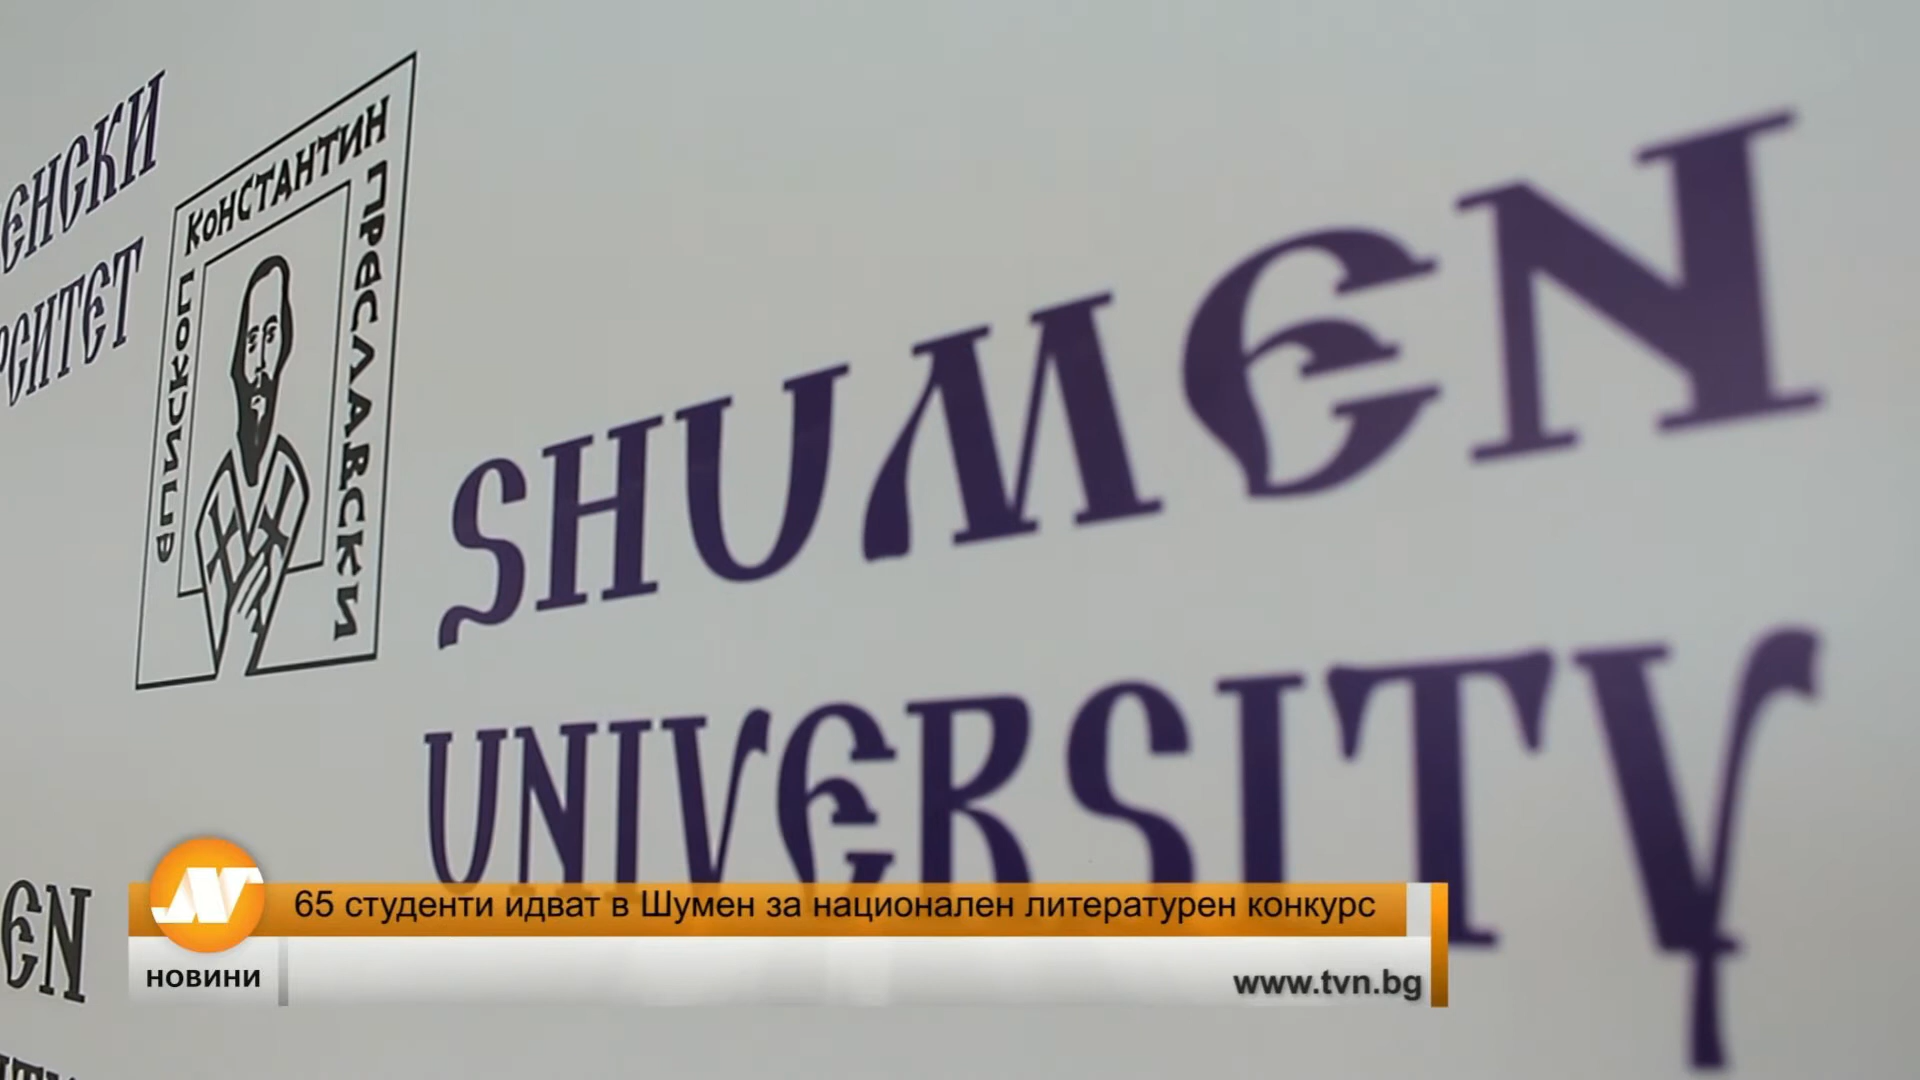 ЕНСКИ
РСИТЕТ
ЕПИСКОП
КОНСТАНТИН
ПРЕСЛАВСКИ
SHUMEN
UNIVERSITY
EN
65 студенти идват в Шумен за национален литературен конкурс
НОВИНИ
www.tvn.bg